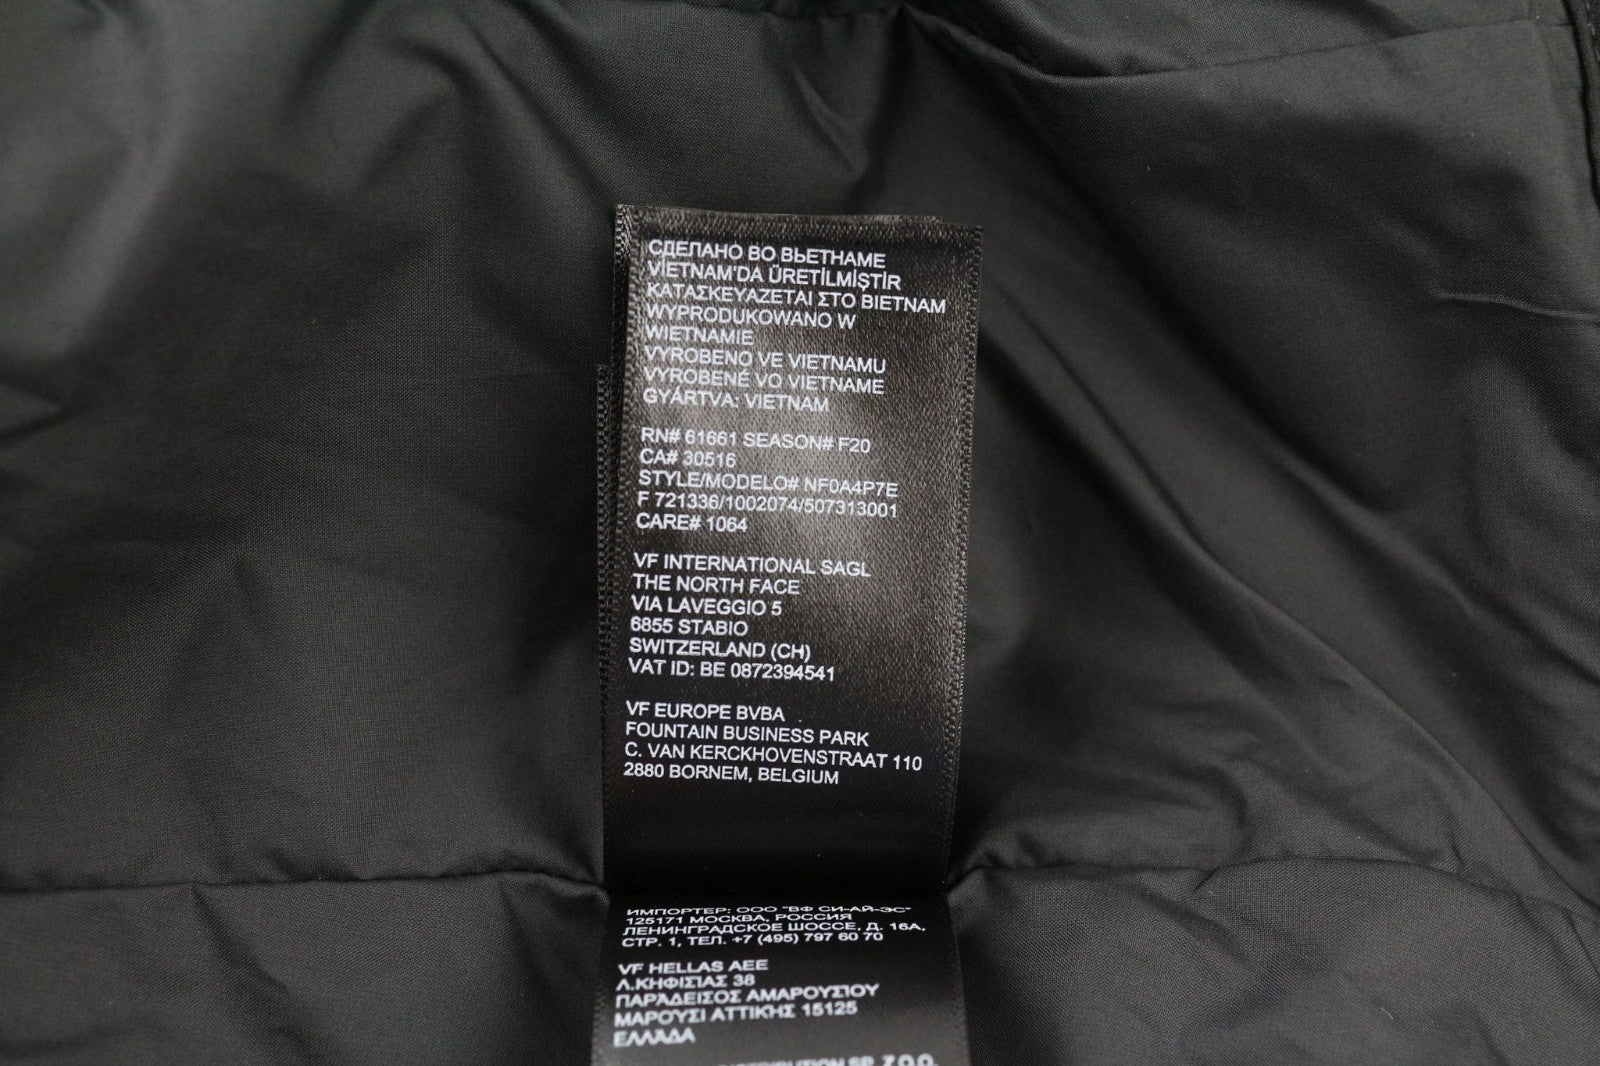 СДЕЛАНО ВО ВЬЕТНАМЕ
VİETNAM'DA ÜRETİLMİŞTİR
ΚΑΤΑΣΚΕΥΑΖΕΤΑΙ ΣΤΟ ΒΙΕΤΝΑΜ
WYPRODUKOWANO W
WIETNAMIE
VYROBENO VE VIETNAMU
VYROBENÉ VO VIETNAME
GYÁRTVA: VIETNAM
RN# 61661 SEASON# F20
CA# 30516
STYLE/MODELO# NF0A4P7E
F 721336/1002074/507313001
CARE# 1064
VF INTERNATIONAL SAGL
THE NORTH FACE
VIA LAVEGGIO 5
6855 STABIO
SWITZERLAND (CH)
VAT ID: BE 0872394541
VF EUROPE BVBA
FOUNTAIN BUSINESS PARK
C. VAN KERCKHOVENSTRAAT 110
2880 BORNEM, BELGIUM
ИМПОРТЕР: ООО "ВФ СИ-АЙ-ЭС"
125171 МОСКВА, РОССИЯ
ЛЕНИНГРАДСКОЕ ШОССЕ, Д. 16А,
СТР. 1, ТЕЛ. +7 (495) 797 60 70
VF HELLAS AEE
Λ.ΚΗΦΙΣΙΑΣ 38
ΠΑΡΑΔΕΙΣΟΣ ΑΜΑΡΟΥΣΙΟΥ
ΜΑΡΟΥΣΙ ΑΤΤΙΚΗΣ 15125
ΕΛΛΑΔΑ
DISTRIBUTION SP. Z O.O.